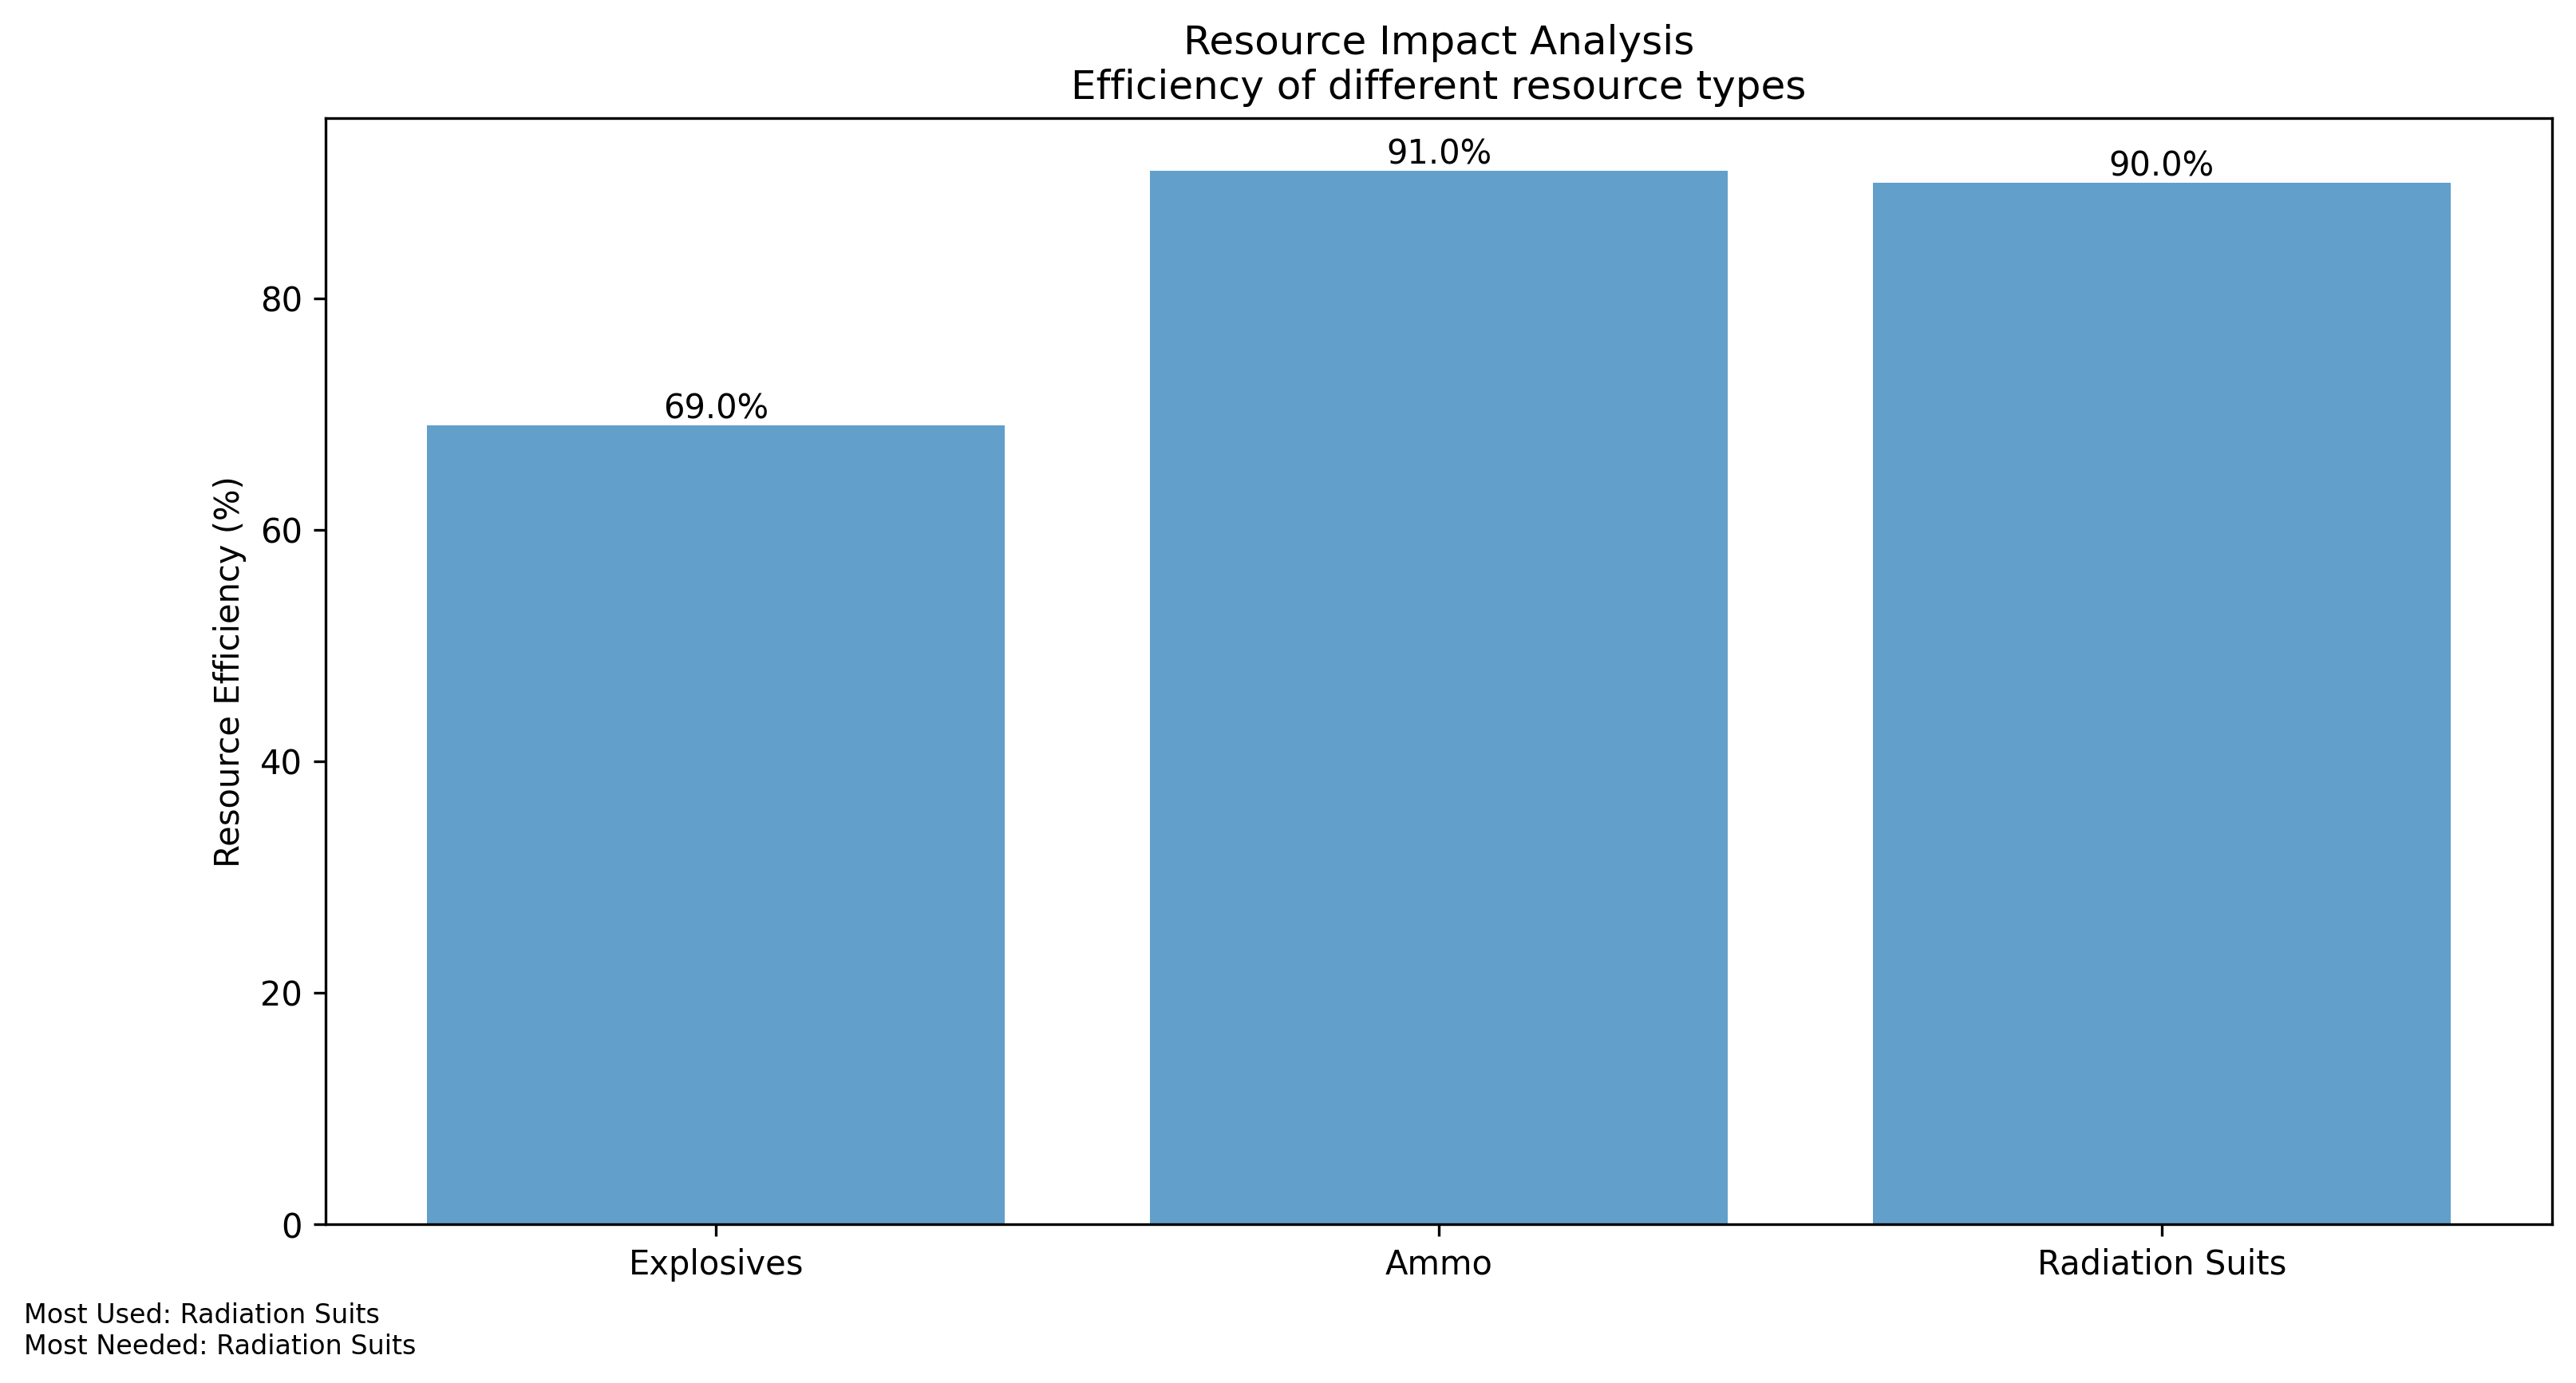 Resource Impact Analysis
Efficiency of different resource types
91.0%
90.0%
69.0%
Resource Efficiency (%)
80
60
40
20
0
Explosives
Ammo
Radiation Suits
Most Used: Radiation Suits
Most Needed: Radiation Suits